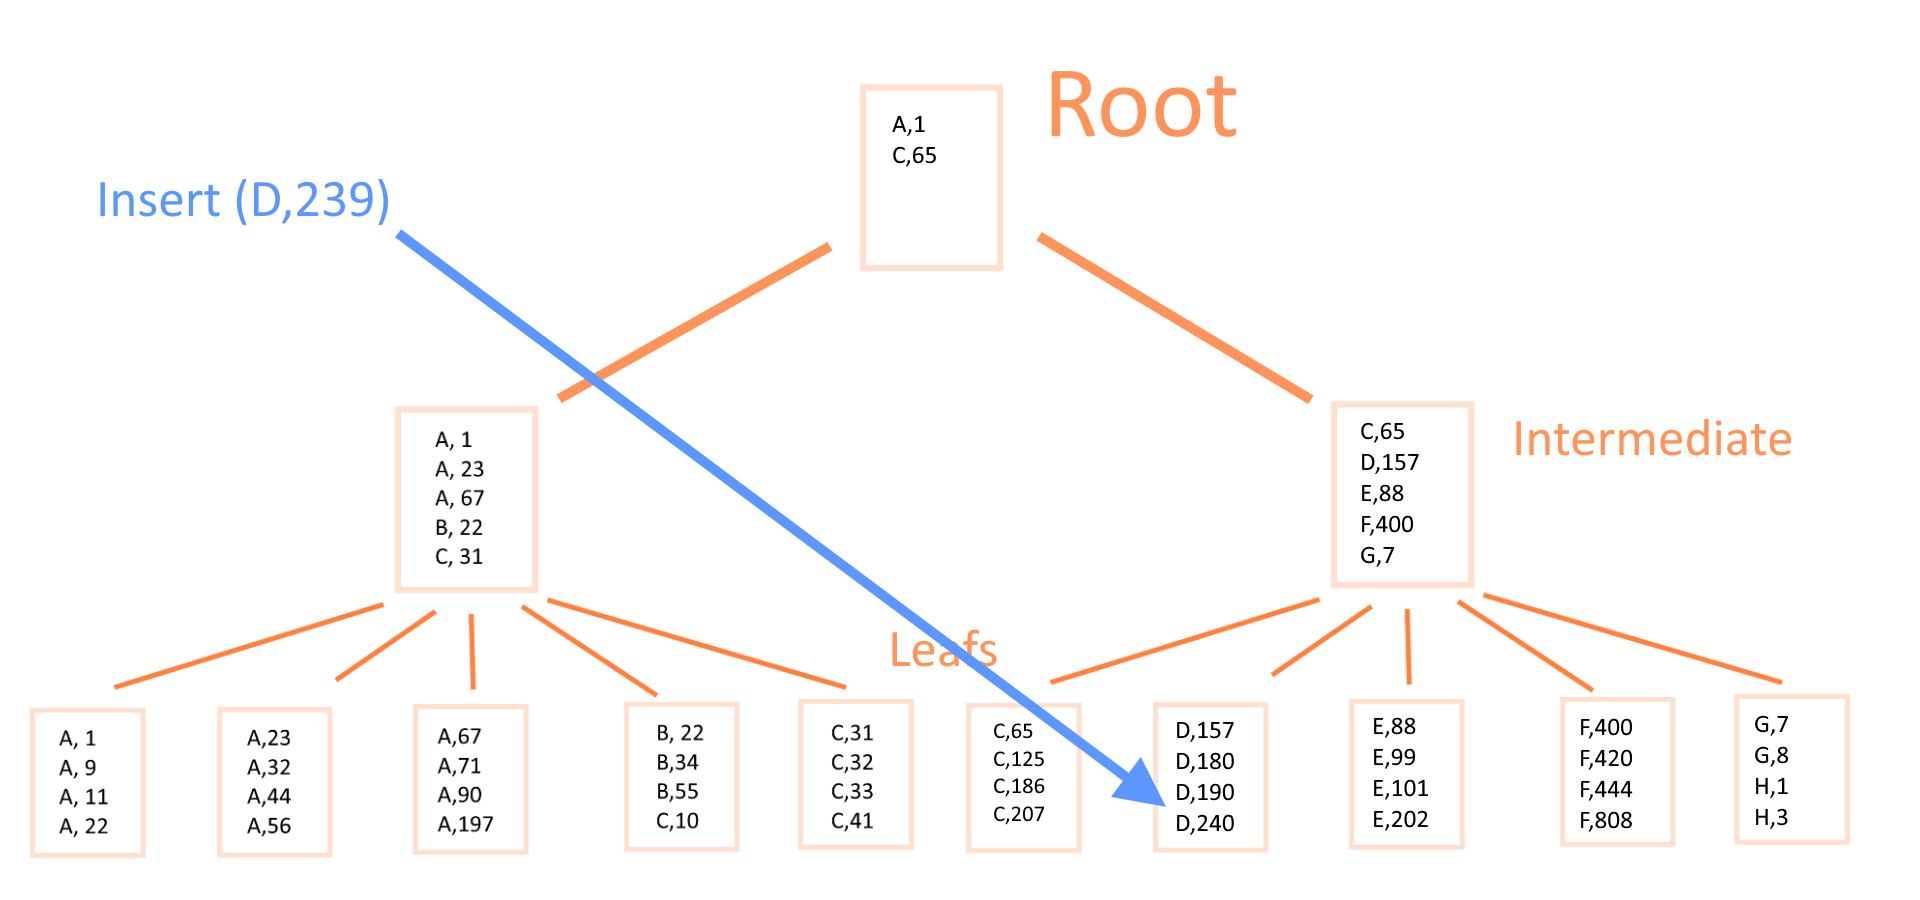 Root
A,1
C,65
Insert (D,239)
A, 1
A, 23
A, 67
B, 22
C, 31
C,65
D,157
E,88
F,400
G,7
Intermediate
Leafs
A, 1
A, 9
A, 11
A, 22
A,23
A,32
A,44
A,56
A,67
A,71
A,90
A,197
B, 22
B,34
B,55
C,10
C,31
C,32
C,33
C,41
C,65
C,125
C,186
C,207
D,157
D,180
D,190
D,240
E,88
E,99
E,101
E,202
F,400
F,420
F,444
F,808
G,7
G,8
H,1
H,3